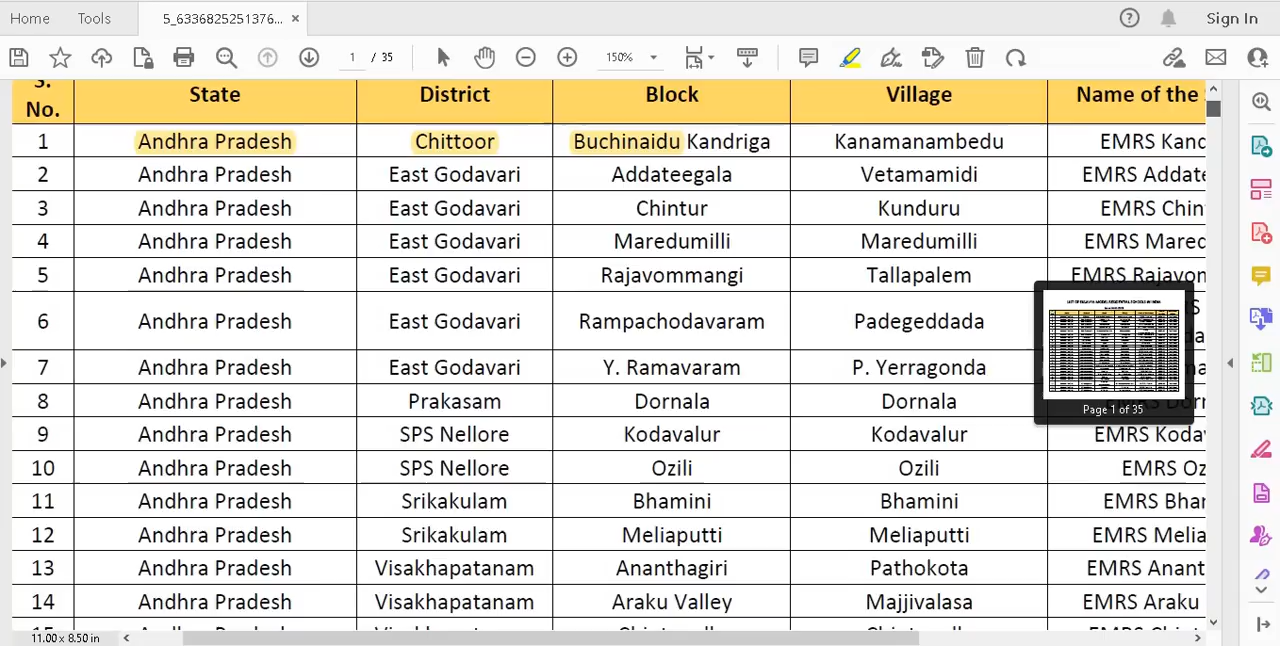 Home Tools 5_6336825251376... × Sign In
1 / 35 150%
S. No. State District Block Village Name of the
1 Andhra Pradesh Chittoor Buchinaidu Kandriga Kanamanambedu EMRS Kand
2 Andhra Pradesh East Godavari Addateegala Vetamamidi EMRS Addate
3 Andhra Pradesh East Godavari Chintur Kunduru EMRS Chin
4 Andhra Pradesh East Godavari Maredumilli Maredumilli EMRS Mared
5 Andhra Pradesh East Godavari Rajavommangi Tallapalem EMRS Rajavon
6 Andhra Pradesh East Godavari Rampachodavaram Padegeddada
7 Andhra Pradesh East Godavari Y. Ramavaram P. Yerragonda
8 Andhra Pradesh Prakasam Dornala Dornala
Page 1 of 35
9 Andhra Pradesh SPS Nellore Kodavalur Kodavalur EMRS Koda
10 Andhra Pradesh SPS Nellore Ozili Ozili EMRS Oz
11 Andhra Pradesh Srikakulam Bhamini Bhamini EMRS Bhar
12 Andhra Pradesh Srikakulam Meliaputti Meliaputti EMRS Melia
13 Andhra Pradesh Visakhapatanam Ananthagiri Pathokota EMRS Anant
14 Andhra Pradesh Visakhapatanam Araku Valley Majjivalasa EMRS Araku
11.00 x 8.50 in